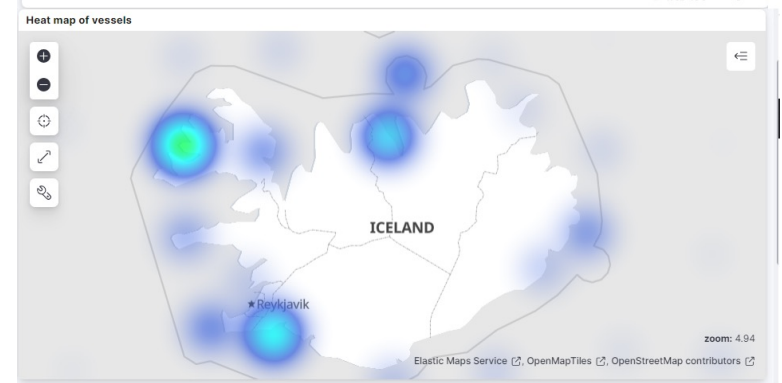 Heat map of vessels
ICELAND
Reykjavik
zoom: 4.94
Elastic Maps Service, OpenMapTiles, OpenStreetMap contributors